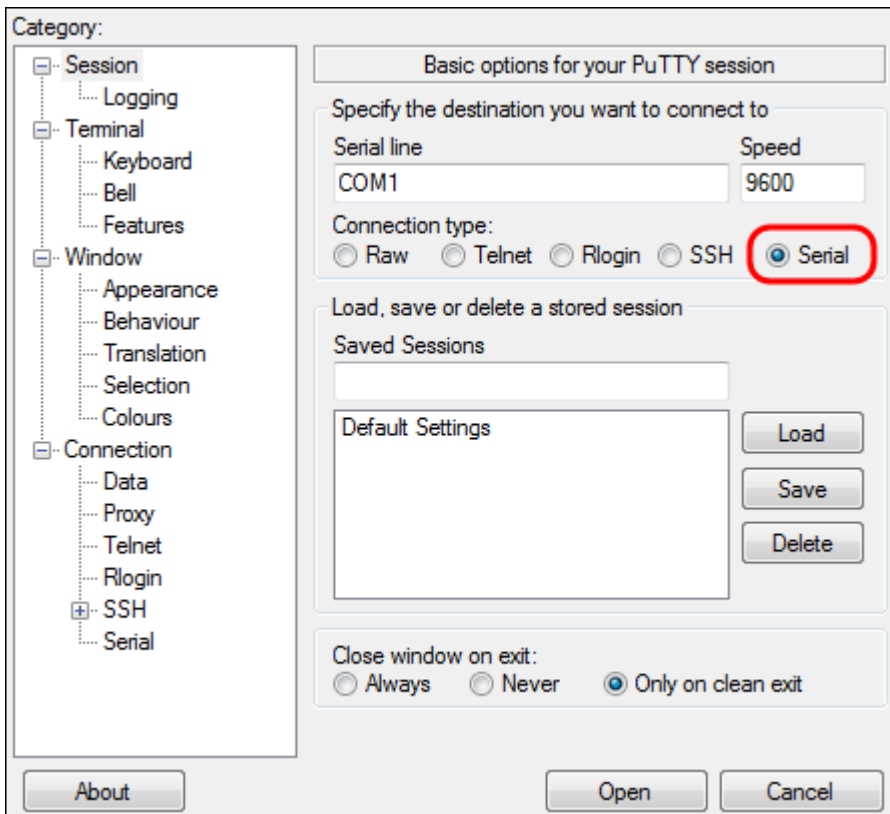 Category:
Session
Logging
Terminal
Keyboard
Bell
Features
Window
Appearance
Behaviour
Translation
Selection
Colours
Connection
Data
Proxy
Telnet
Rlogin
SSH
Serial
Basic options for your PuTTY session
Specify the destination you want to connect to
Serial line Speed
COM1 9600
Connection type:
Raw Telnet Rlogin SSH Serial
Load, save or delete a stored session
Saved Sessions
Default Settings
Load
Save
Delete
Close window on exit:
Always Never Only on clean exit
About Open Cancel